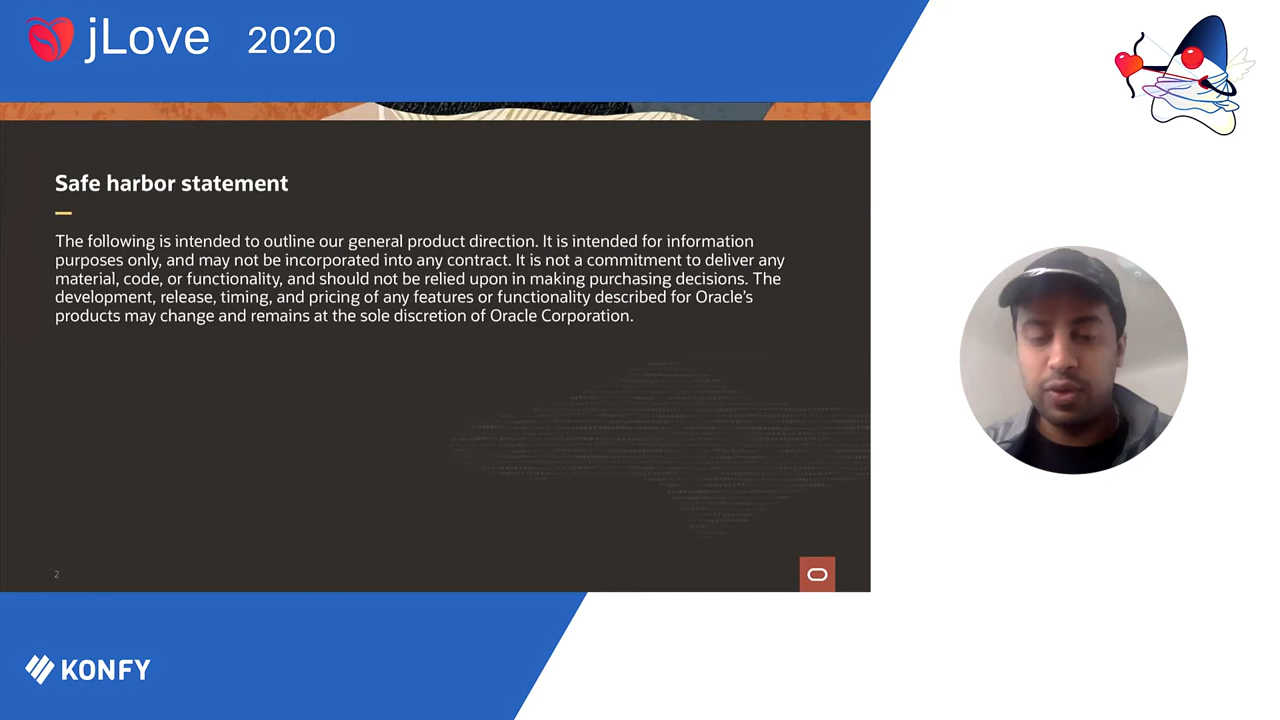 jLove 2020
Safe harbor statement
The following is intended to outline our general product direction. It is intended for information
purposes only, and may not be incorporated into any contract. It is not a commitment to deliver any
material, code, or functionality, and should not be relied upon in making purchasing decisions. The
development, release, timing, and pricing of any features or functionality described for Oracle’s
products may change and remains at the sole discretion of Oracle Corporation.
2
KONFY